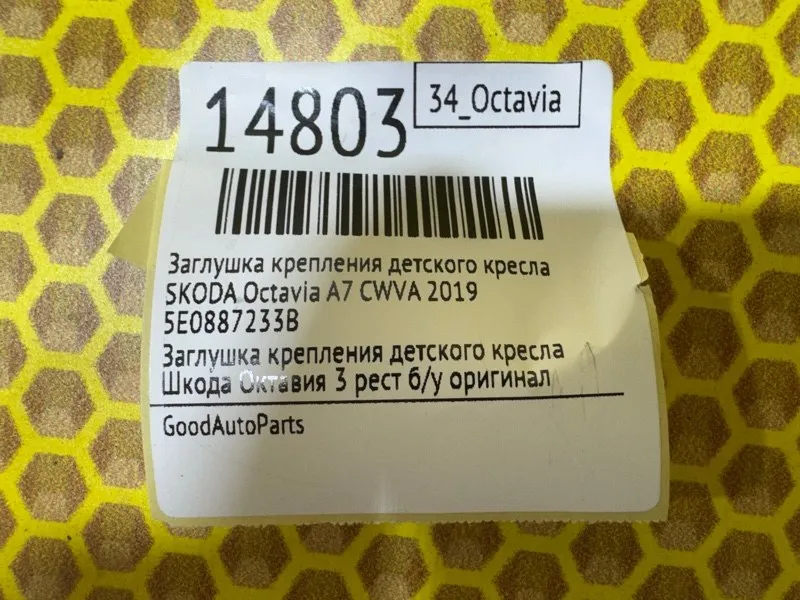 14803
34_Octavia
Заглушка крепления детского кресла
SKODA Octavia A7 CWVA 2019
5E0887233B
Заглушка крепления детского кресла
Шкода Октавия 3 рест б/у оригинал
GoodAutoParts